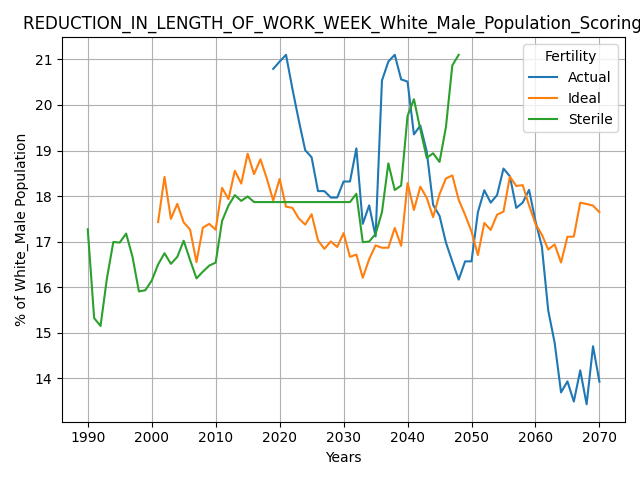 REDUCTION_IN_LENGTH_OF_WORK_WEEK_White_Male_Population_Scoring
% of White_Male Population
21
20
19
18
17
16
15
14
1990 2000 2010 2020 2030 2040 2050 2060 2070
Years
Fertility
Actual
Ideal
Sterile